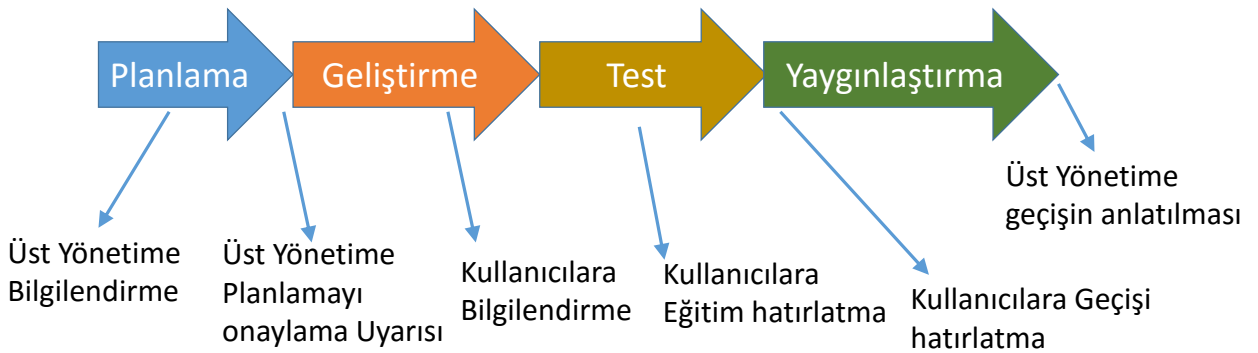 Planlama
Geliştirme
Test
Yaygınlaştırma
Üst Yönetime
Bilgilendirme
Üst Yönetime
Planlamayı
onaylama Uyarısı
Kullanıcılara
Bilgilendirme
Kullanıcılara
Eğitim hatırlatma
Kullanıcılara Geçişi
hatırlatma
Üst Yönetime
geçişin anlatılması